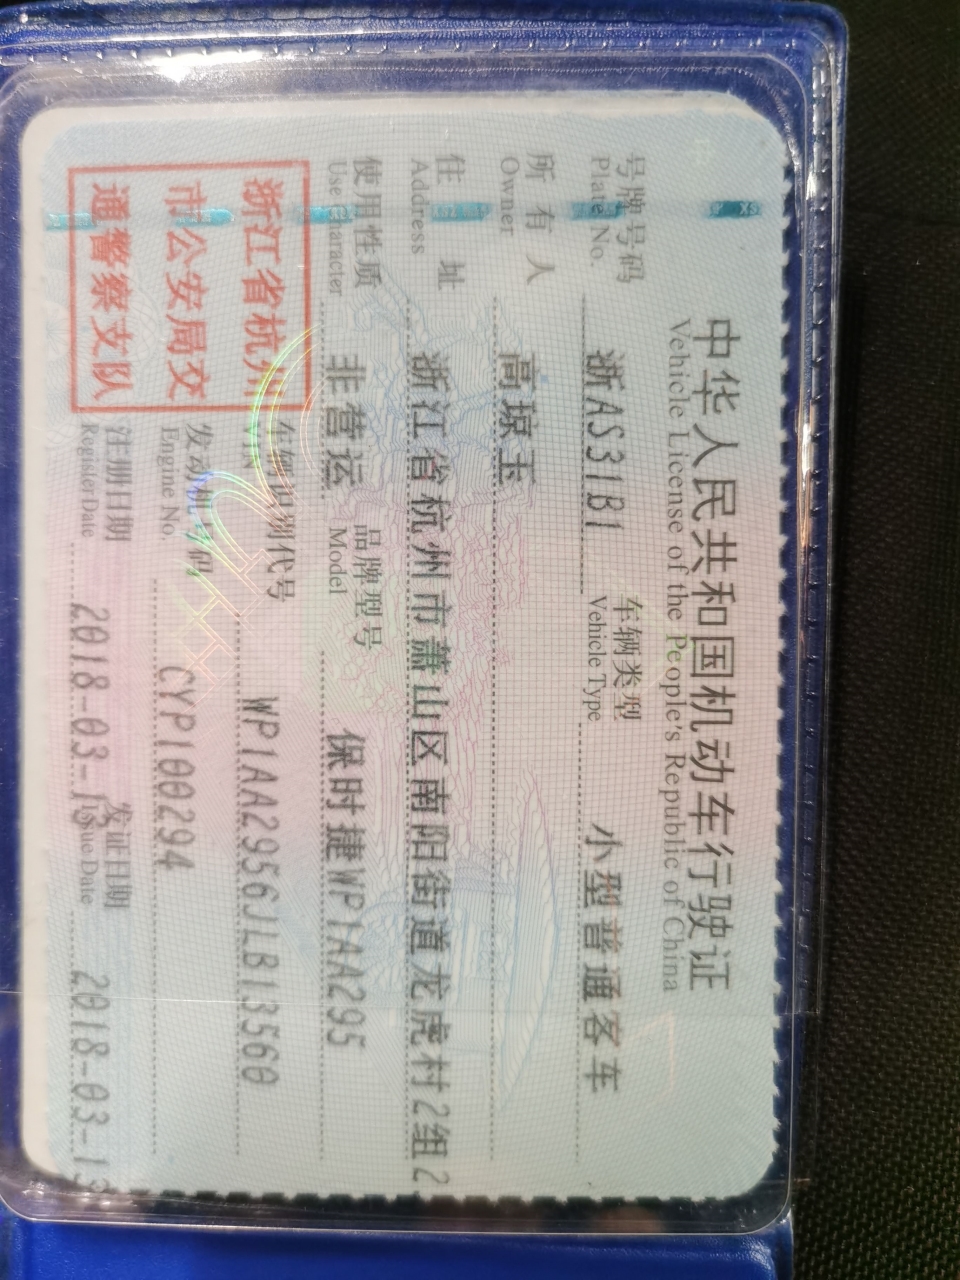 中华人民共和国机动车行驶证
Vehicle License of the People's Republic of China
号牌号码 浙AS31B1 车辆类型 小型普通客车
Plate No. Vehicle Type
所有人 高琼玉
Owner
住址 浙江省杭州市萧山区南阳街道龙虎村2组2
Address
使用性质 非营运 品牌型号 保时捷WP1AA295
Use Character Model
浙江省杭州
市公安局交
通警察支队
车辆识别代号 WP1AA2956JLB13560
VIN
发动机号码 CYP100294
Engine No.
注册日期 2018-03-13 发证日期 2018-03-13
Register Date Issue Date